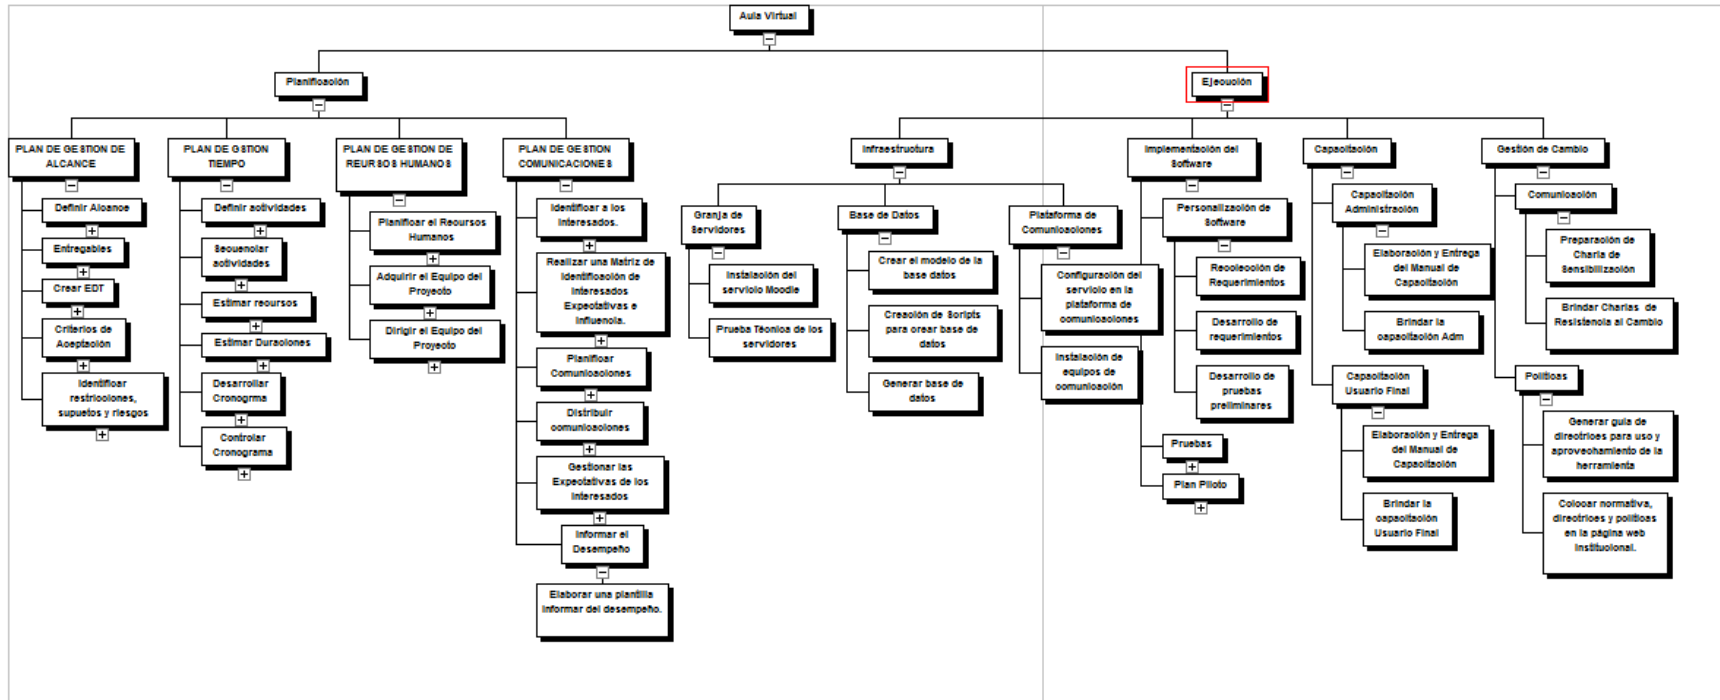 Aula Virtual
Planificación
Ejecución
PLAN DE GESTION DE
ALCANCE
PLAN DE GSTION
TIEMPO
PLAN DE GESTION DE
REURSOS HUMANOS
PLAN DE GESTION
COMUNICACIONES
Infraestructura
Implementación del
Software
Capacitación
Gestión de Cambio
Definir Alcance
Entregables
Crear EDT
Criterios de
Aceptación
Identificar
restricciones,
supuetos y riesgos
Definir actividades
Secuenciar
actividades
Estimar recursos
Estimar Duraciones
Desarrollar
Cronogrma
Controlar
Cronograma
Planificar el Recursos
Humanos
Adquirir el Equipo del
Proyecto
Dirigir el Equipo del
Proyecto
Identificar a los
Interesados.
Realizar una Matriz de
Identificación de
Interesados
Expectativas e
Influencia.
Planificar
Comunicaciones
Distribuir
comunicaciones
Gestionar las
Expectativas de los
Interesados
Informar el
Desempeño
Elaborar una plantilla
Informar del desempeño.
Granja de
Servidores
Instalación del
servicio Moodle
Prueba Técnica de los
servidores
Base de Datos
Crear el modelo de la
base datos
Creación de Scripts
para crear base de
datos
Generar base de
datos
Plataforma de
Comunicaciones
Configuración del
servicio en la
plataforma de
comunicaciones
Instalación de
equipos de
comunicación
Personalización de
Software
Recolección de
Requerimientos
Desarrollo de
requerimientos
Desarrollo de
pruebas
preliminares
Pruebas
Plan Piloto
Capacitación
Administración
Elaboración y Entrega
del Manual de
Capacitación
Brindar la
capacitación Adm
Capacitación
Usuario Final
Elaboración y Entrega
del Manual de
Capacitación
Brindar la
capacitación
Usuario Final
Comunicación
Preparación de
Charla de
Sensibilización
Brindar Charlas de
Resistencia al Cambio
Políticas
Generar guia de
directrices para uso y
aprovechamiento de la
herramienta
Colocar normativa,
directrices y políticas
en la página web
Institucional.